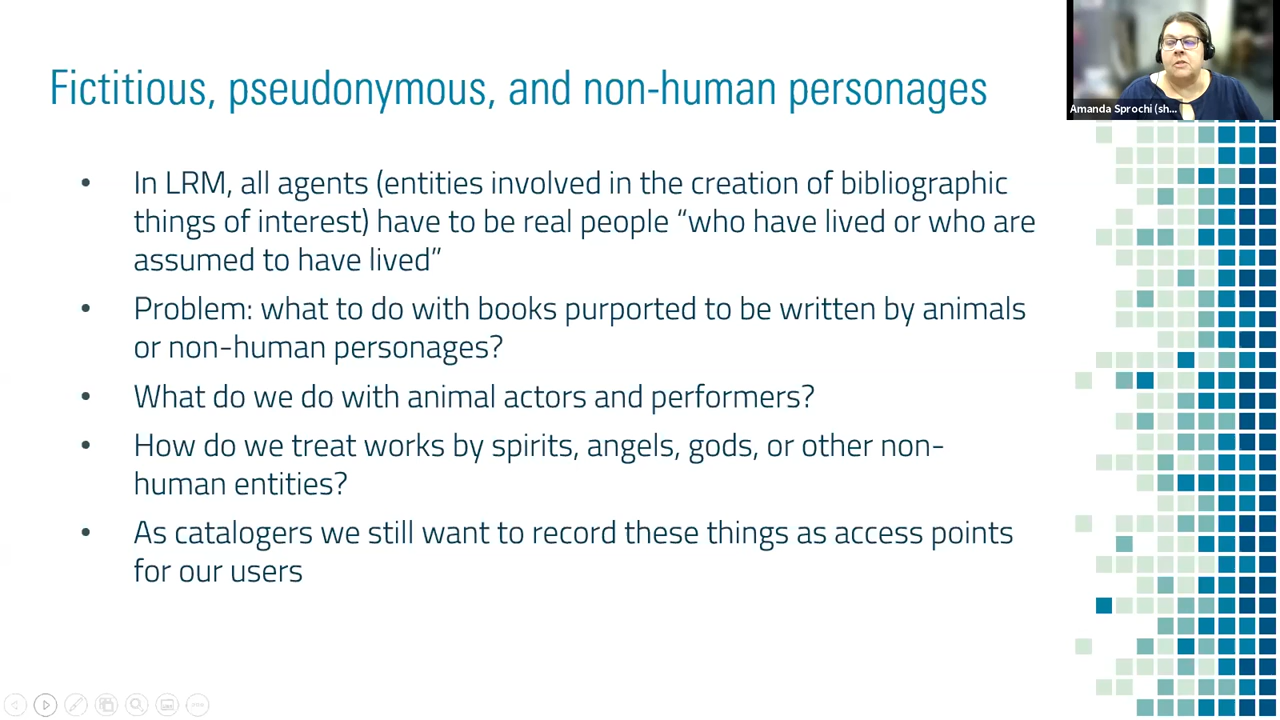 Fictitious, pseudonymous, and non-human personages
Amanda Sprochi (sh...
• In LRM, all agents (entities involved in the creation of bibliographic
things of interest) have to be real people “who have lived or who are
assumed to have lived”
• Problem: what to do with books purported to be written by animals
or non-human personages?
• What do we do with animal actors and performers?
• How do we treat works by spirits, angels, gods, or other non-
human entities?
• As catalogers we still want to record these things as access points
for our users